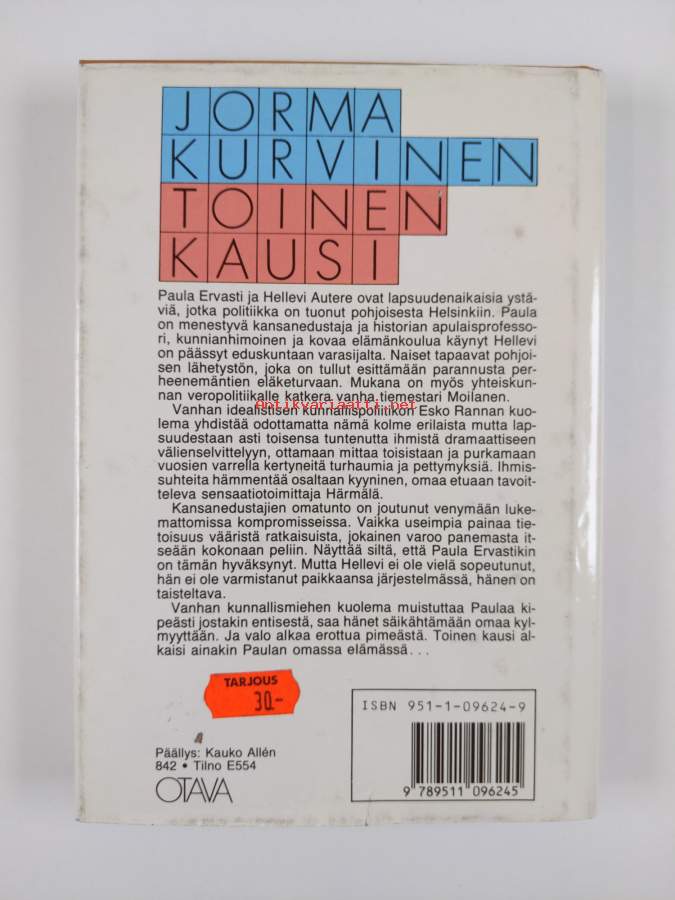 JORMA
KURVINEN
TOINEN
KAUSI
Paula Ervasti ja Hellevi Autere ovat lapsuudenaikaisia ystä-
viä, jotka politiikka on tuonut pohjoisesta Helsinkiin. Paula
on menestyvä kansanedustaja ja historian apulaisprofesso-
ri, kunnianhimoinen ja kovaa elämänkoulua käynyt Hellevi
on päässyt eduskuntaan varasijalta. Naiset tapaavat pohjoi-
sen lähetystön, joka on tullut esittämään parannusta per-
heenemäntien eläketurvaan. Mukana on myös yhteiskun-
nan veropolitiikalle katkera vanha tiemestari Moilanen.
antikvariaatti.net
Vanhan idealistisen kunnallispoliitikon Esko Rannan kuo-
lema yhdistää odottamatta nämä kolme erilaista mutta lap-
suudestaan asti toisensa tuntenutta ihmistä dramaattiseen
välienselvittelyyn, ottamaan mittaa toisistaan ja purkamaan
vuosien varrella kertyneitä turhaumia ja pettymyksiä. Ihmis-
suhteita hämmentää osaltaan kyyninen, omaa etuaan tavoit-
televa sensaatiotoimittaja Härmälä.
Kansanedustajien omatunto on joutunut venymään luke-
mattomissa kompromisseissa. Vaikka useimpia painaa tie-
toisuus vääristä ratkaisuista, jokainen varoo panemasta it-
seään kokonaan peliin. Näyttää siltä, että Paula Ervastikin
on tämän hyväksynyt. Mutta Hellevi ei ole vielä sopeutunut,
hän ei ole varmistanut paikkaansa järjestelmässä, hänen on
taisteltava.
Vanhan kunnallismiehen kuolema muistuttaa Paulaa ki-
peästi jostakin entisestä, saa hänet säikähtämään omaa kyl-
myyttään. Ja valo alkaa erottua pimeästä. Toinen kausi al-
kaisi ainakin Paulan omassa elämässä...
TARJOUS
30.-
ISBN 951-1-09624-9
Päällys: Kauko Allén
842 • Tilno E554
OTAVA
9 789511 096245